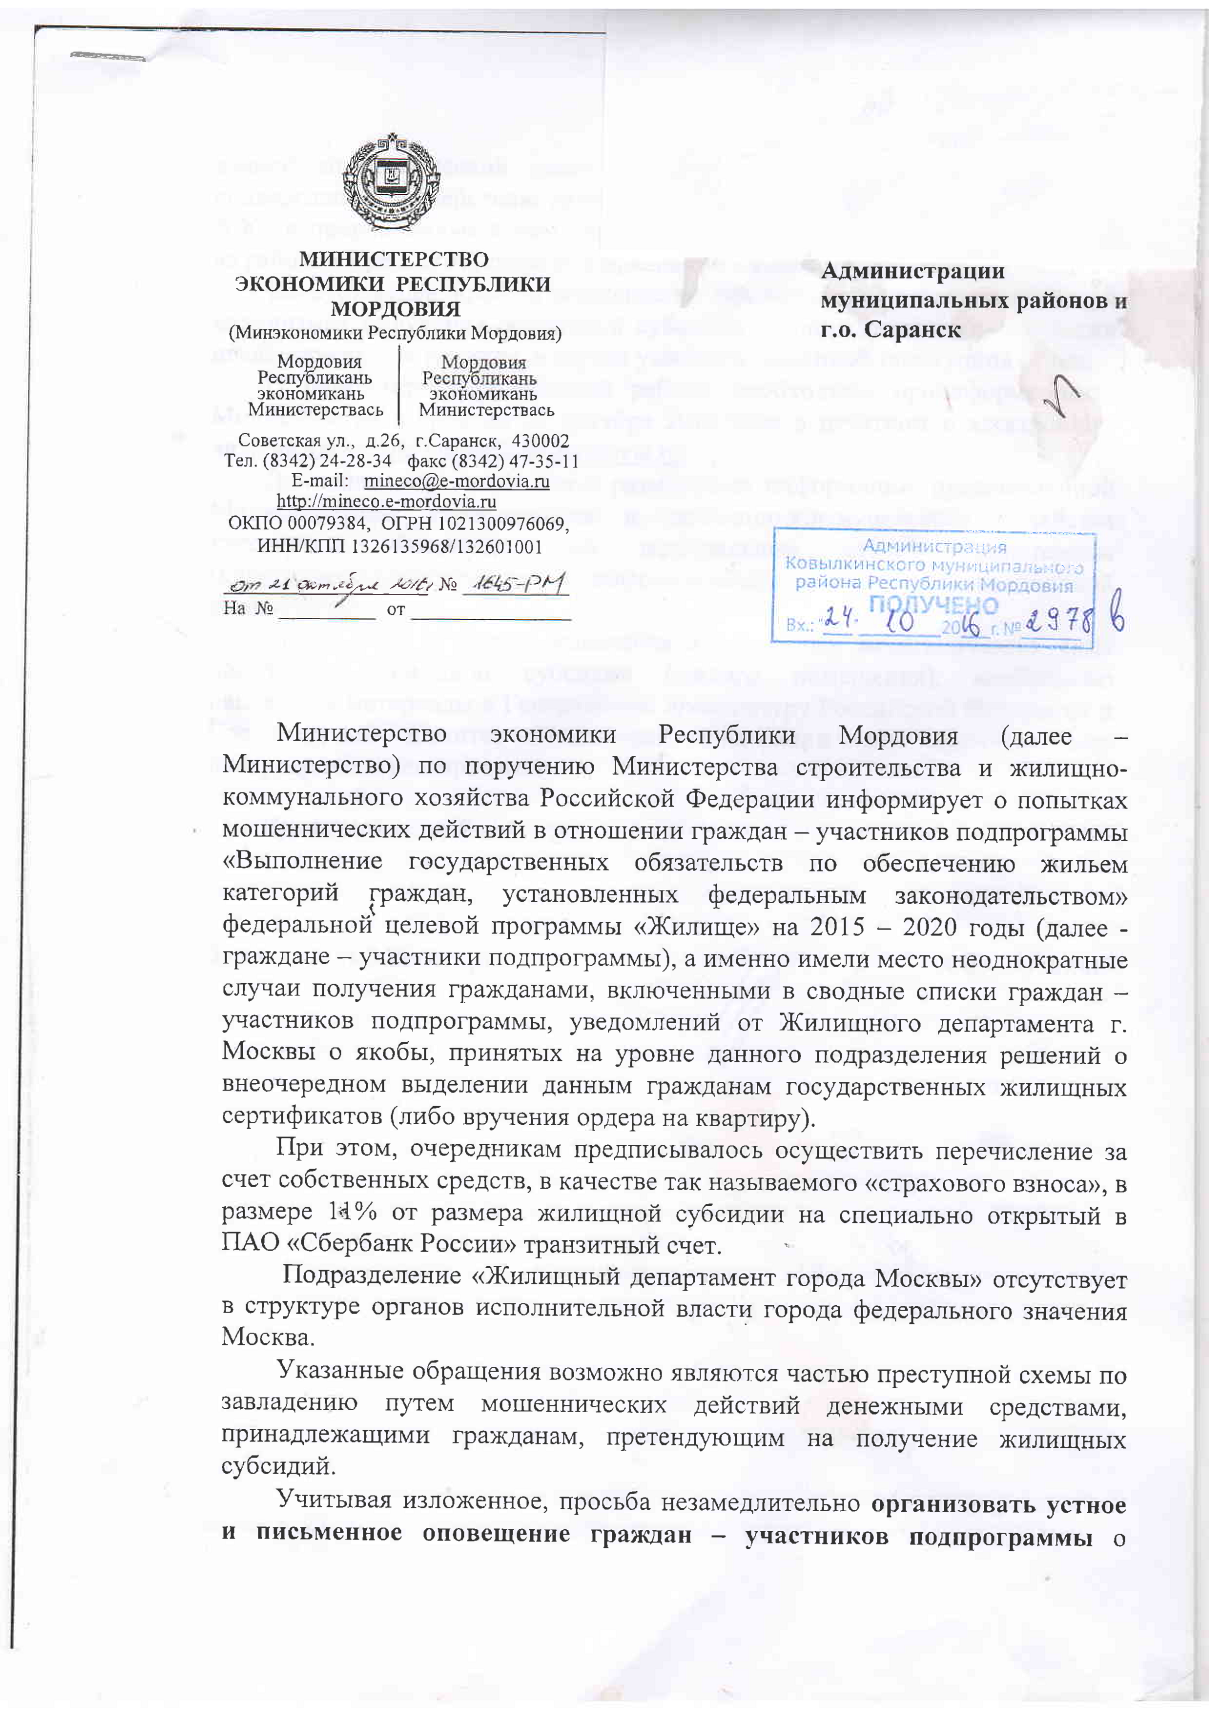 МИНИСТЕРСТВО
ЭКОНОМИКИ РЕСПУБЛИКИ
МОРДОВИЯ
(Минэкономики Республики Мордовия)
Мордовия
Республикань
экономикань
Министерствась
Мордовия
Республикань
экономикань
Министерствась
Советская ул., д.26, г.Саранск, 430002
Тел. (8342) 24-28-34 факс (8342) 47-35-11
E-mail: mineco@e-mordovia.ru
http://mineco.e-mordovia.ru
ОКПО 00079384, ОГРН 1021300976069,
ИНН/КПП 1326135968/132601001
от 21 октября 2016г № 1645-РМ
На № от
Администрации
муниципальных районов и
г.о. Саранск
Администрация
Ковылкинского муниципального
района Республики Мордовия
ПОЛУЧЕНО
Вх.: "24" 10 2016 г. № 2978 в
Министерство экономики Республики Мордовия (далее –
Министерство) по поручению Министерства строительства и жилищно-
коммунального хозяйства Российской Федерации информирует о попытках
мошеннических действий в отношении граждан – участников подпрограммы
«Выполнение государственных обязательств по обеспечению жильем
категорий граждан, установленных федеральным законодательством»
федеральной целевой программы «Жилище» на 2015 – 2020 годы (далее -
граждане – участники подпрограммы), а именно имели место неоднократные
случаи получения гражданами, включенными в сводные списки граждан –
участников подпрограммы, уведомлений от Жилищного департамента г.
Москвы о якобы, принятых на уровне данного подразделения решений о
внеочередном выделении данным гражданам государственных жилищных
сертификатов (либо вручения ордера на квартиру).
При этом, очередникам предписывалось осуществить перечисление за
счет собственных средств, в качестве так называемого «страхового взноса», в
размере 11% от размера жилищной субсидии на специально открытый в
ПАО «Сбербанк России» транзитный счет.
Подразделение «Жилищный департамент города Москвы» отсутствует
в структуре органов исполнительной власти города федерального значения
Москва.
Указанные обращения возможно являются частью преступной схемы по
завладению путем мошеннических действий денежными средствами,
принадлежащими гражданам, претендующим на получение жилищных
субсидий.
Учитывая изложенное, просьба незамедлительно организовать устное
и письменное оповещение граждан – участников подпрограммы о